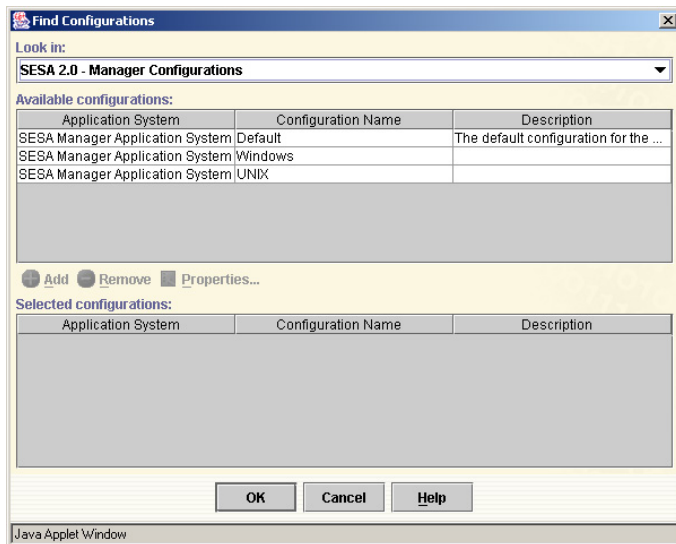 Find Configurations
Look in:
SESA 2.0 - Manager Configurations
Available configurations:
Application System Configuration Name Description
SESA Manager Application System Default The default configuration for the ...
SESA Manager Application System Windows
SESA Manager Application System UNIX
Add Remove Properties...
Selected configurations:
Application System Configuration Name Description
OK Cancel Help
Java Applet Window